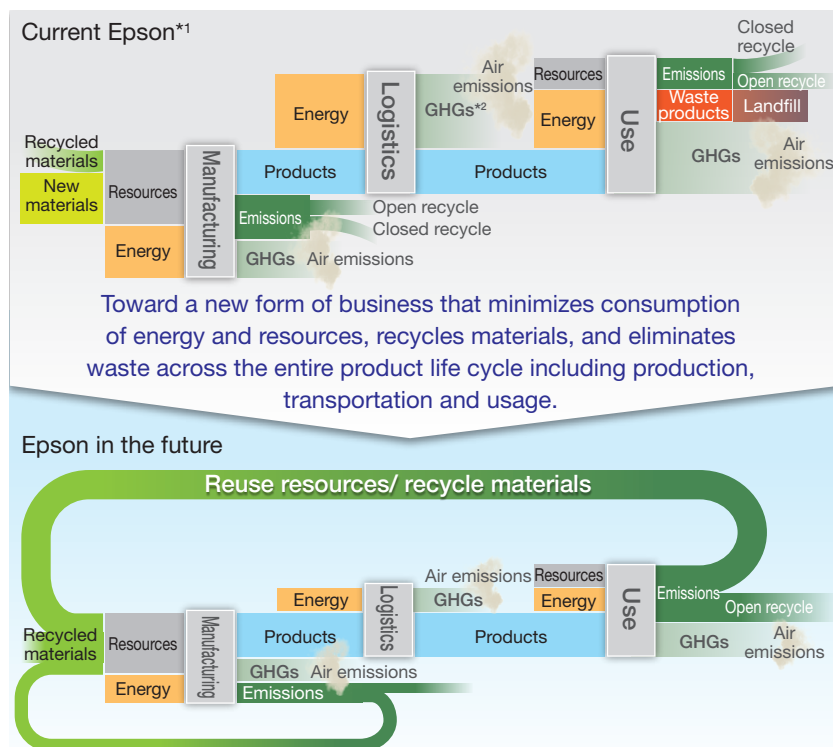 Current Epson*1
Closed
recycle
Resources
Emissions
Open recycle
Air
emissions
Energy
Logistics
GHGs*2
Energy
Use
Waste
products
Landfill
Recycled
materials
New
materials
Resources
Manufacturing
Products
Products
GHGs
Air
emissions
Emissions
Open recycle
Closed recycle
Energy
GHGs
Air emissions
Toward a new form of business that minimizes consumption
of energy and resources, recycles materials, and eliminates
waste across the entire product life cycle including production,
transportation and usage.
Epson in the future
Reuse resources/ recycle materials
Energy
Logistics
Air emissions
GHGs
Resources
Energy
Use
Emissions
Open recycle
Recycled
materials
Resources
Manufacturing
Products
Products
GHGs
Air
emissions
GHGs
Air emissions
Energy
Emissions